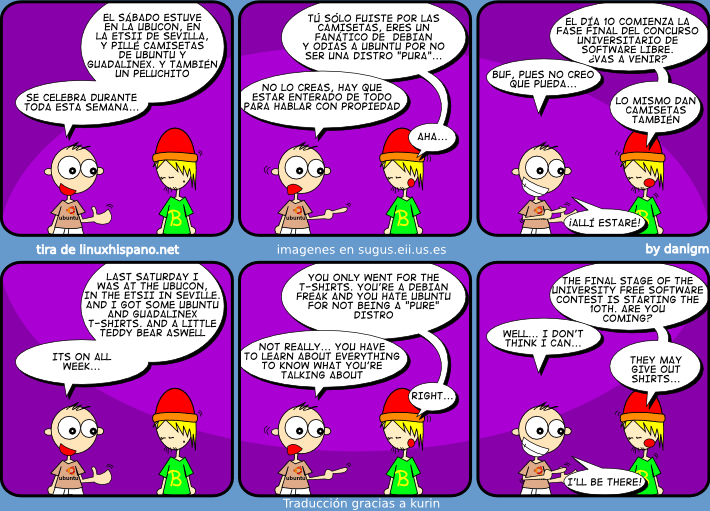 EL SÁBADO ESTUVE
EN LA UBUCON, EN
LA ETSII DE SEVILLA,
Y PILLÉ CAMISETAS
DE UBUNTU Y
GUADALINEX. Y TAMBIÉN
UN PELUCHITO
SE CELEBRA DURANTE
TODA ESTA SEMANA...
ubuntu
B
TÚ SÓLO FUISTE POR LAS
CAMISETAS, ERES UN
FANÁTICO DE DEBIAN
Y ODIAS A UBUNTU POR NO
SER UNA DISTRO "PURA"...
NO LO CREAS, HAY QUE
ESTAR ENTERADO DE TODO
PARA HABLAR CON PROPIEDAD
AHA...
ubuntu
B
EL DÍA 10 COMIENZA LA
FASE FINAL DEL CONCURSO
UNIVERSITARIO DE
SOFTWARE LIBRE.
¿VAS A VENIR?
BUF, PUES NO CREO
QUE PUEDA...
LO MISMO DAN
CAMISETAS
TAMBIÉN
¡ALLÍ ESTARÉ!
ubuntu
tira de linuxhispano.net
imagenes en sugus.eii.us.es
by danigm
LAST SATURDAY I
WAS AT THE UBUCON,
IN THE ETSII IN SEVILLE.
AND I GOT SOME UBUNTU
AND GUADALINEX
T-SHIRTS. AND A LITTLE
TEDDY BEAR ASWELL
ITS ON ALL
WEEK...
ubuntu
B
YOU ONLY WENT FOR THE
T-SHIRTS. YOU'RE A DEBIAN
FREAK AND YOU HATE UBUNTU
FOR NOT BEING A "PURE"
DISTRO
NOT REALLY... YOU HAVE
TO LEARN ABOUT EVERYTHING
TO KNOW WHAT YOU'RE
TALKING ABOUT
RIGHT...
ubuntu
B
THE FINAL STAGE OF THE
UNIVERSITY FREE SOFTWARE
CONTEST IS STARTING THE
10TH. ARE YOU
COMING?
WELL... I DON'T
THINK I CAN...
THEY MAY
GIVE OUT
SHIRTS...
I'LL BE THERE!
ubuntu
Traducción gracias a kurin